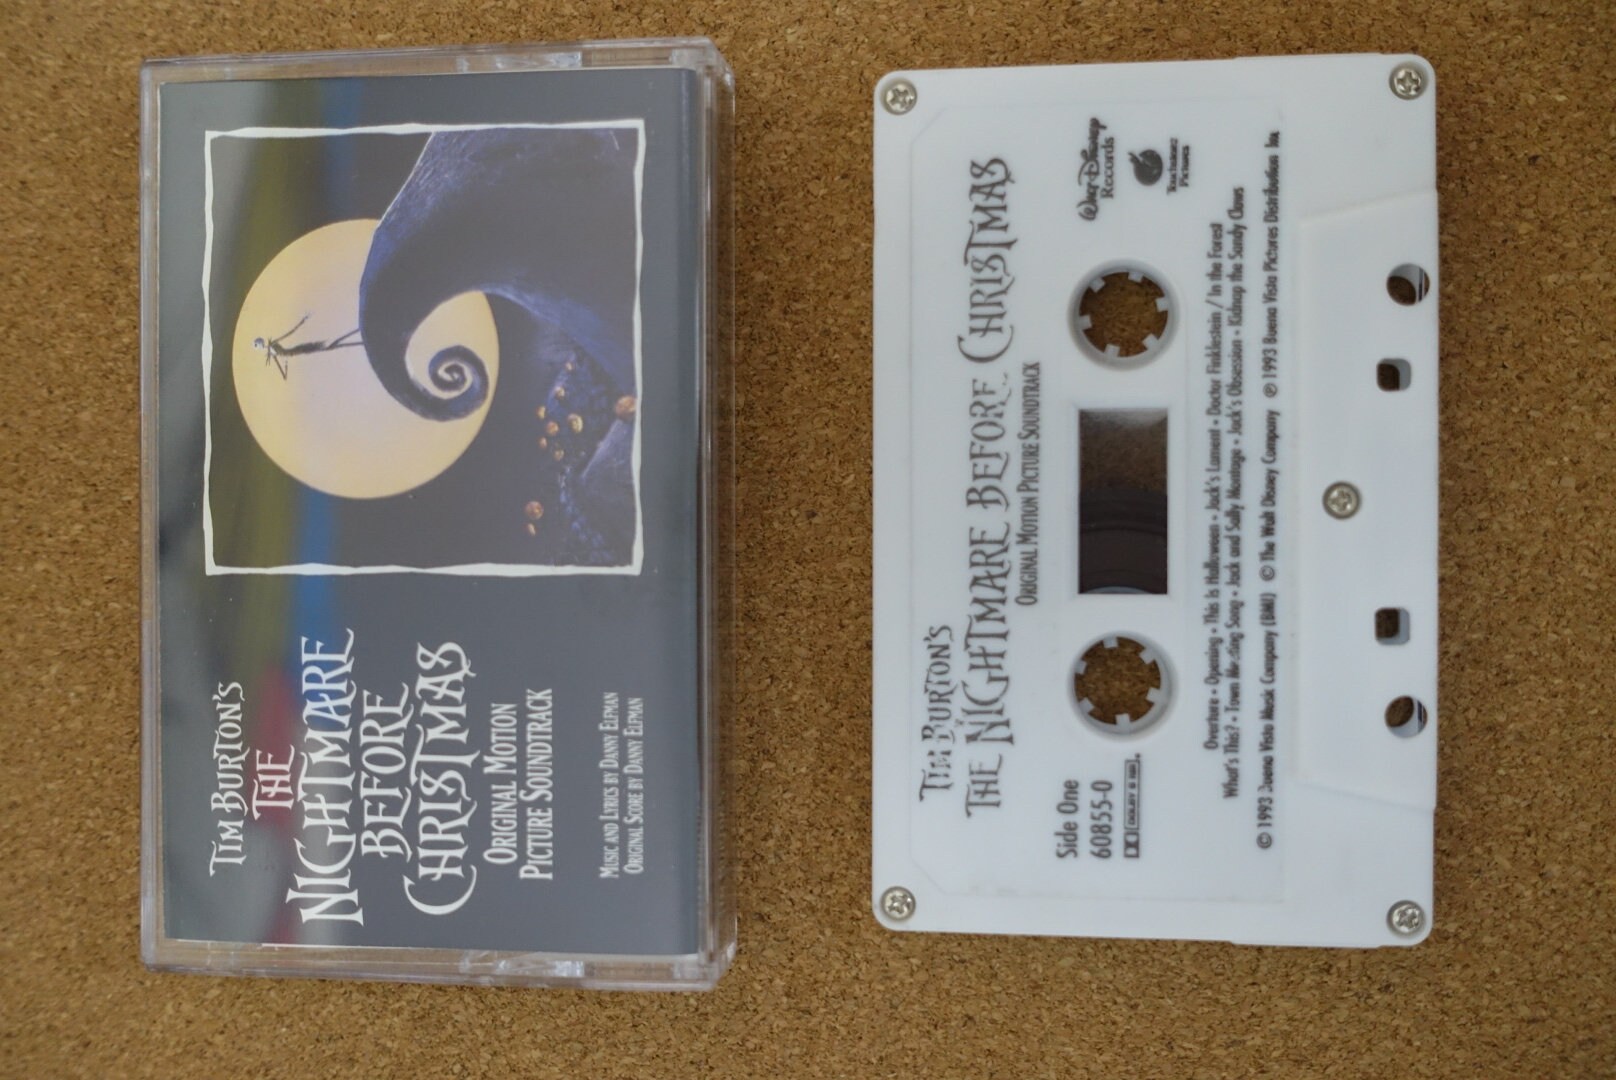 TIM BURTON'S
THE
NIGHTMARE
BEFORE
CHRISTMAS
ORIGINAL MOTION
PICTURE SOUNDTRACK
MUSIC AND LYRICS BY DANNY ELFMAN
ORIGINAL SCORE BY DANNY ELFMAN
TIM BURTON'S
THE NIGHTMARE BEFORE CHRISTMAS
ORIGINAL MOTION PICTURE SOUNDTRACK
Side One
60855-0
DOLBY B NR
WALT DISNEY
RECORDS
TOUCHSTONE
PICTURES
Overture • Opening • This Is Halloween • Jack's Lament • Doctor Finklestein / In the Forest
What's This? • Town Meeting Song • Jack and Sally Montage • Jack's Obsession • Kidnap the Sandy Claws
© 1993 Buena Vista Music Company (BMI) © The Walt Disney Company ℗ 1993 Buena Vista Pictures Distribution Inc.